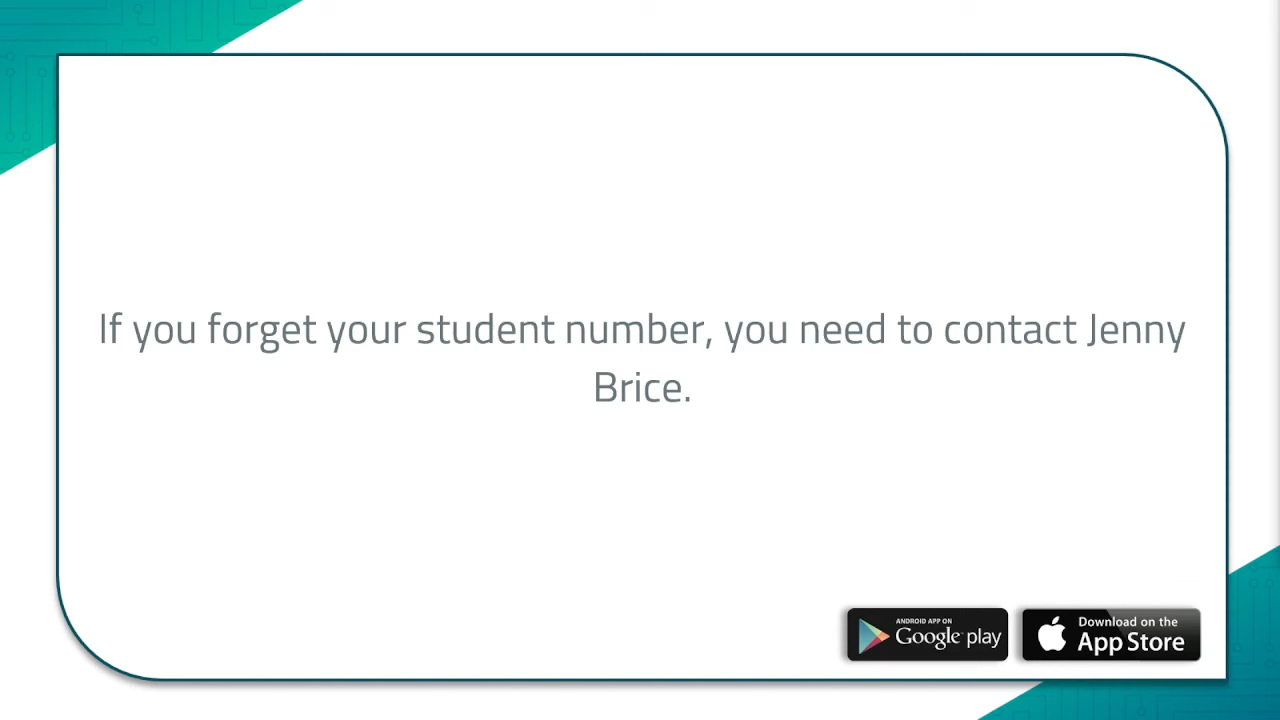 If you forget your student number, you need to contact Jenny
Brice.
ANDROID APP ON
Google play
Download on the
App Store